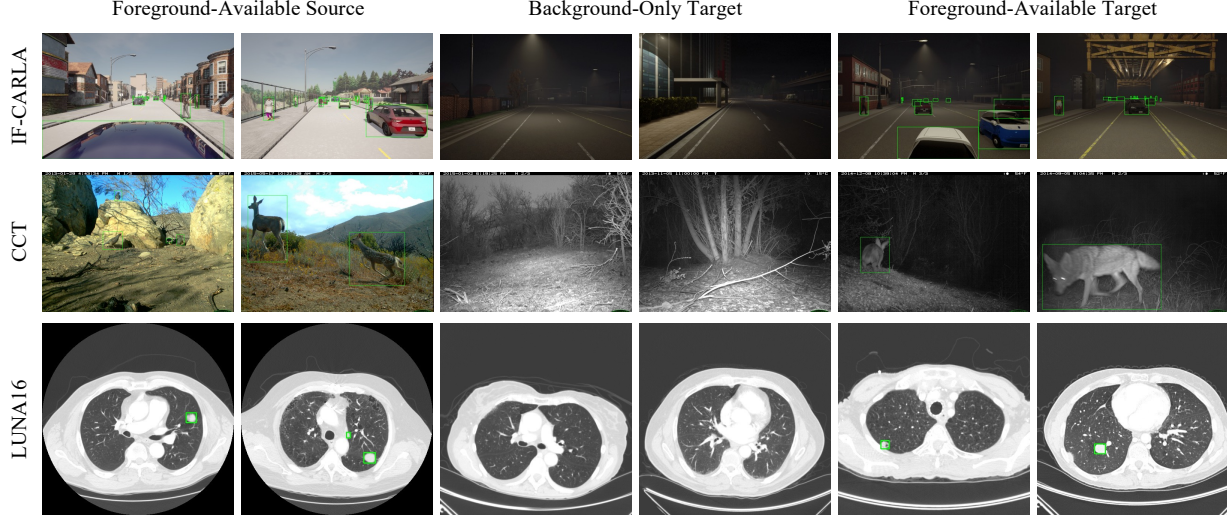 Foreground-Available Source Background-Only Target Foreground-Available Target
IF-CARLA
CCT
LUNA16